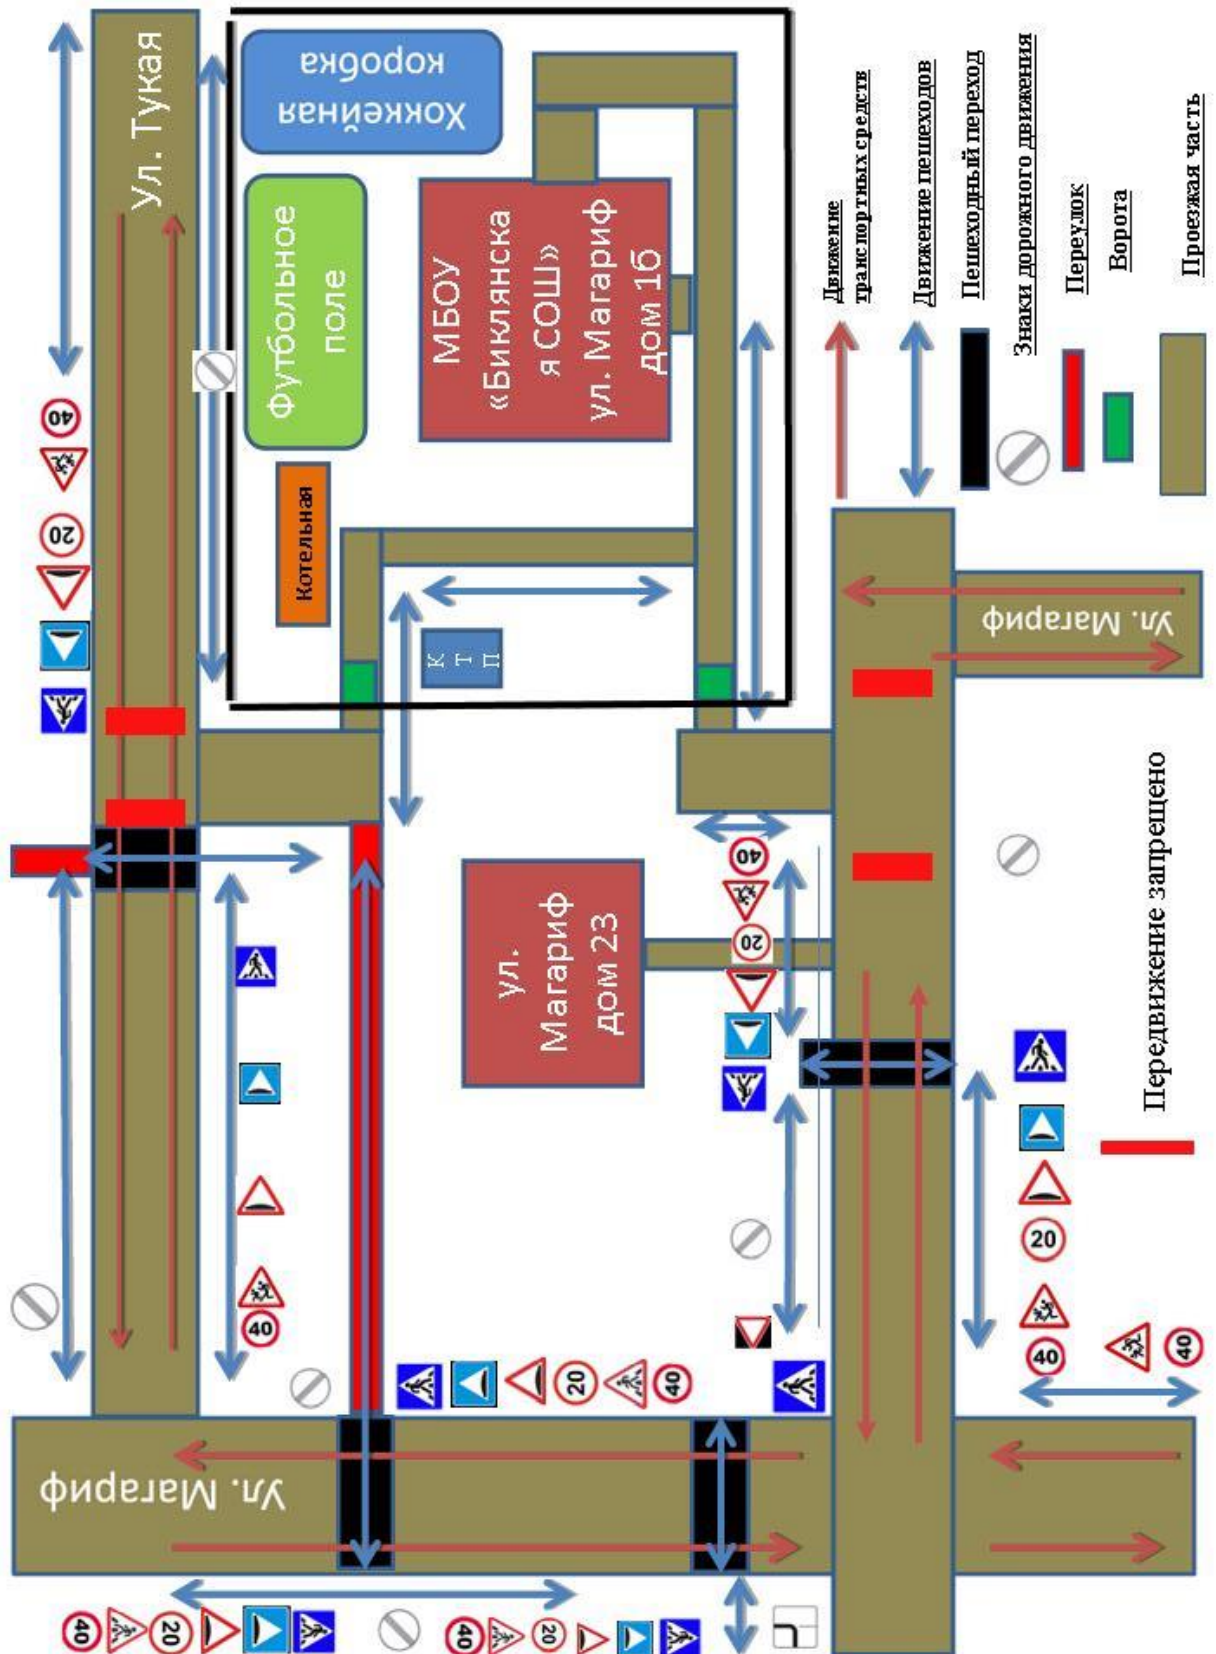 Ул. Тукая
Хоккейная
коробка
Футбольное
поле
МБОУ
«Биклянска
я СОШ»
ул. Магариф
дом 1б
Котельная
К
Т
П
ул.
Магариф
дом 23
Ул. Магариф
Ул. Магариф
40
20
40
40
20
20
40
40
20
40
20
40
20
40
40
Движение
транспортных средств
Движение пешеходов
Пешеходный переход
Знаки дорожного движения
Переулок
Ворота
Проезжая часть
Передвижение запрещено